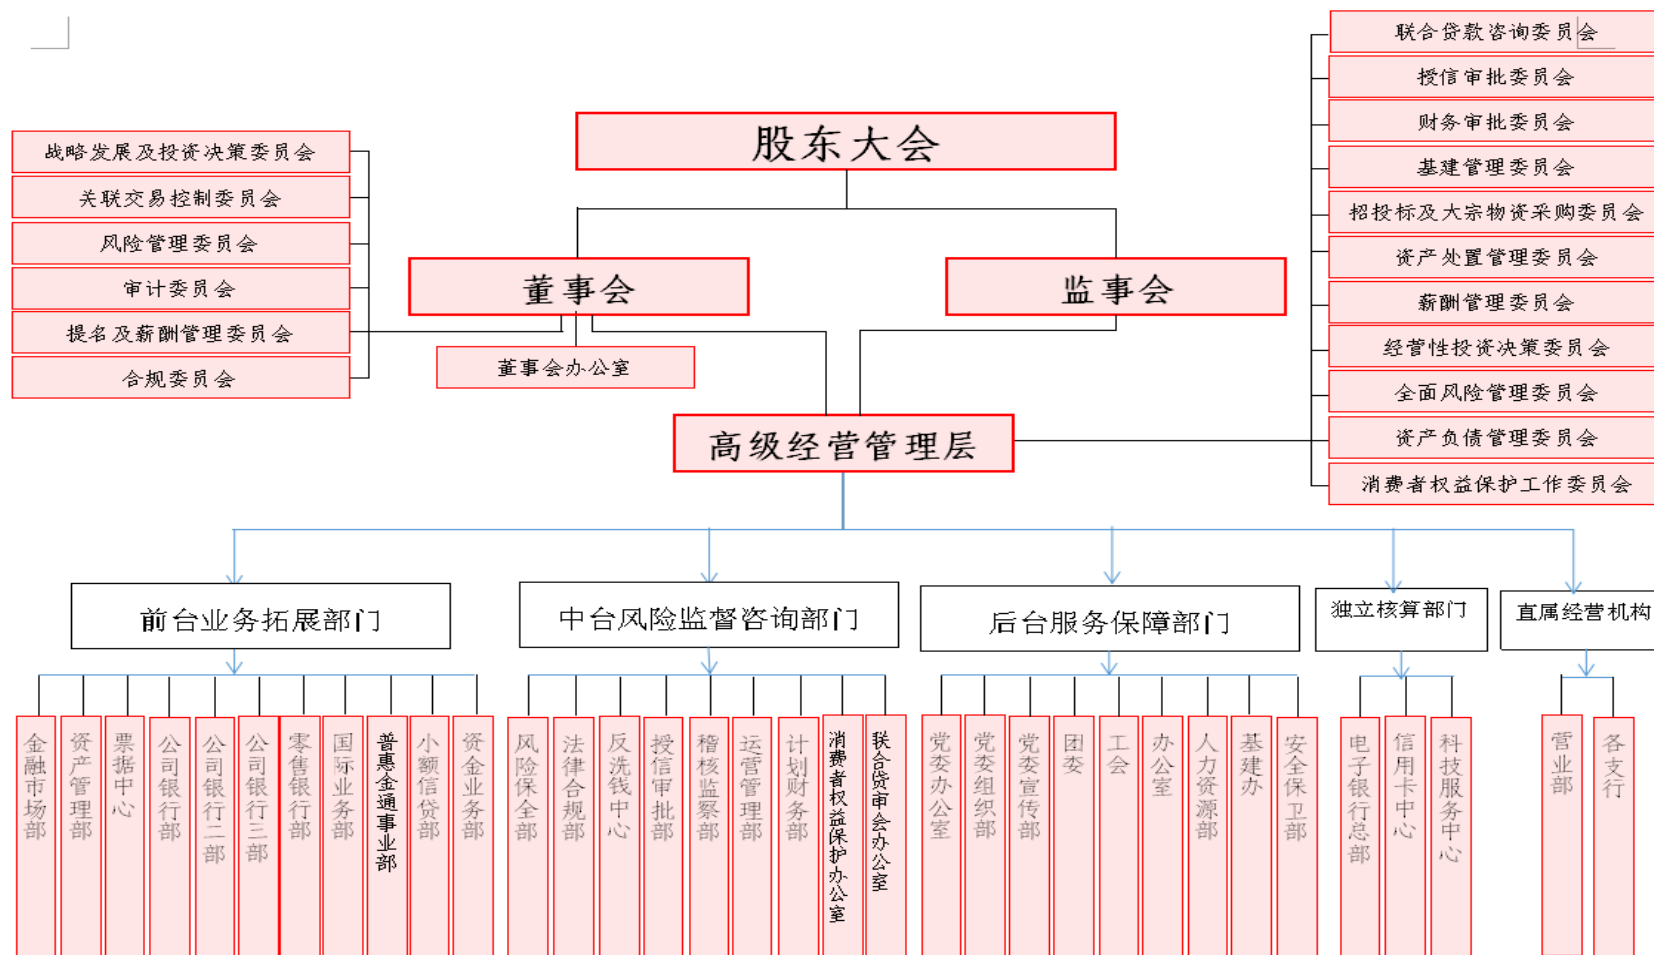 股东大会
董事会
监事会
董事会办公室
高级经营管理层
战略发展及投资决策委员会
关联交易控制委员会
风险管理委员会
审计委员会
提名及薪酬管理委员会
合规委员会
联合贷款咨询委员会
授信审批委员会
财务审批委员会
基建管理委员会
招投标及大宗物资采购委员会
资产处置管理委员会
薪酬管理委员会
经营性投资决策委员会
全面风险管理委员会
资产负债管理委员会
消费者权益保护工作委员会
前台业务拓展部门
中台风险监督咨询部门
后台服务保障部门
独立核算部门
直属经营机构
金融市场部
资产管理部
票据中心
公司银行部
公司银行二部
公司银行三部
零售银行部
国际业务部
普惠金通事业部
小额信贷部
资金业务部
风险保全部
法律合规部
反洗钱中心
授信审批部
稽核监察部
运营管理部
计划财务部
消费者权益保护办公室
联合贷审会办公室
党委办公室
党委组织部
党委宣传部
团委
工会
办公室
人力资源部
基建办
安全保卫部
电子银行总部
信用卡中心
科技服务中心
营业部
各支行